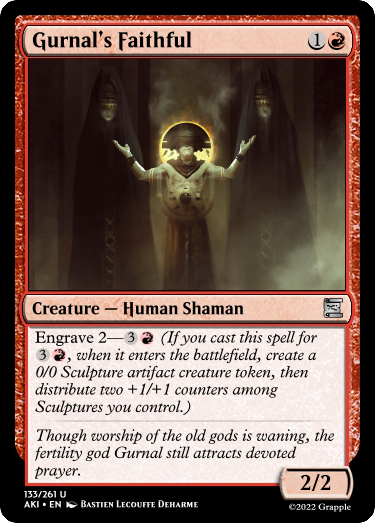 Gurnal's Faithful 1
Creature — Human Shaman
Engrave 2—3 (If you cast this spell for
3, when it enters the battlefield, create a
0/0 Sculpture artifact creature token, then
distribute two +1/+1 counters among
Sculptures you control.)
Though worship of the old gods is waning, the
fertility god Gurnal still attracts devoted
prayer.
2/2
133/261 U
AKI • EN Bastien Lecouffe Deharme
©2022 Grapple